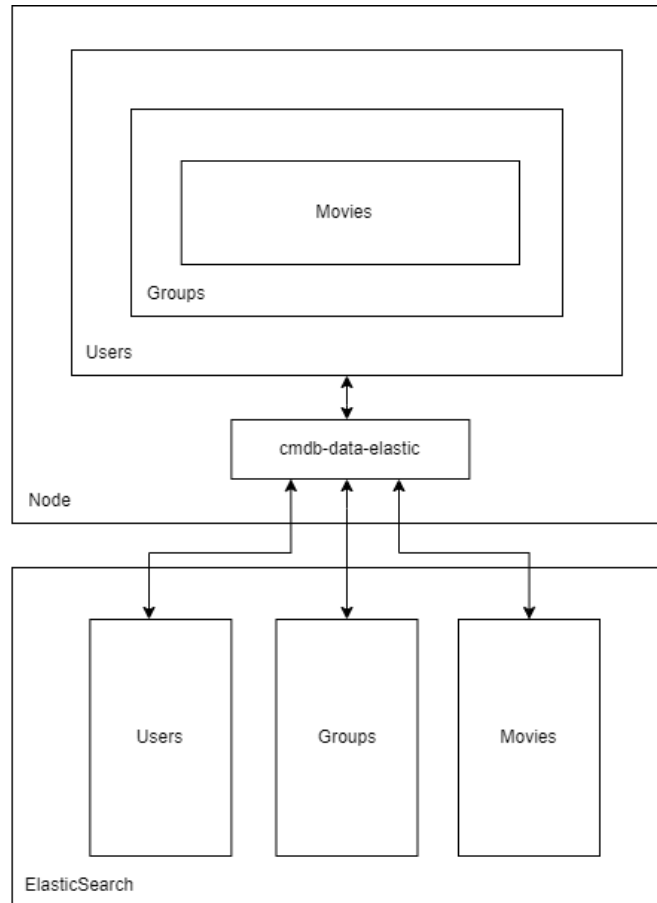 Movies
Groups
Users
cmdb-data-elastic
Node
Users
Groups
Movies
ElasticSearch